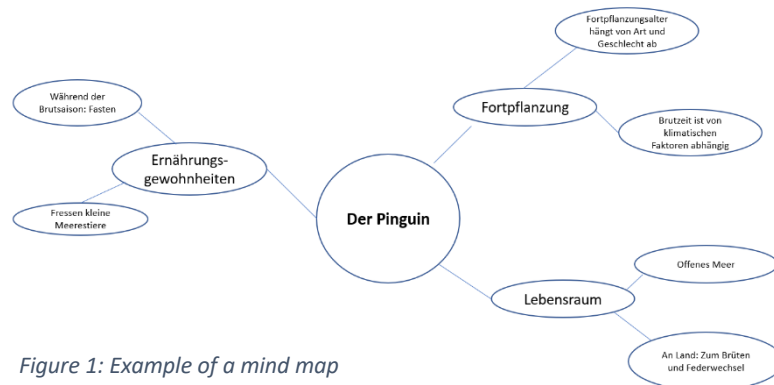 Fortpflanzungsalter
hängt von Art und
Geschlecht ab
Während der
Brutsaison: Fasten
Fortpflanzung
Brutzeit ist von
klimatischen
Faktoren abhängig
Ernährungs-
gewohnheiten
Fressen kleine
Meerestiere
Der Pinguin
Offenes Meer
Lebensraum
An Land: Zum Brüten
und Federwechsel
Figure 1: Example of a mind map